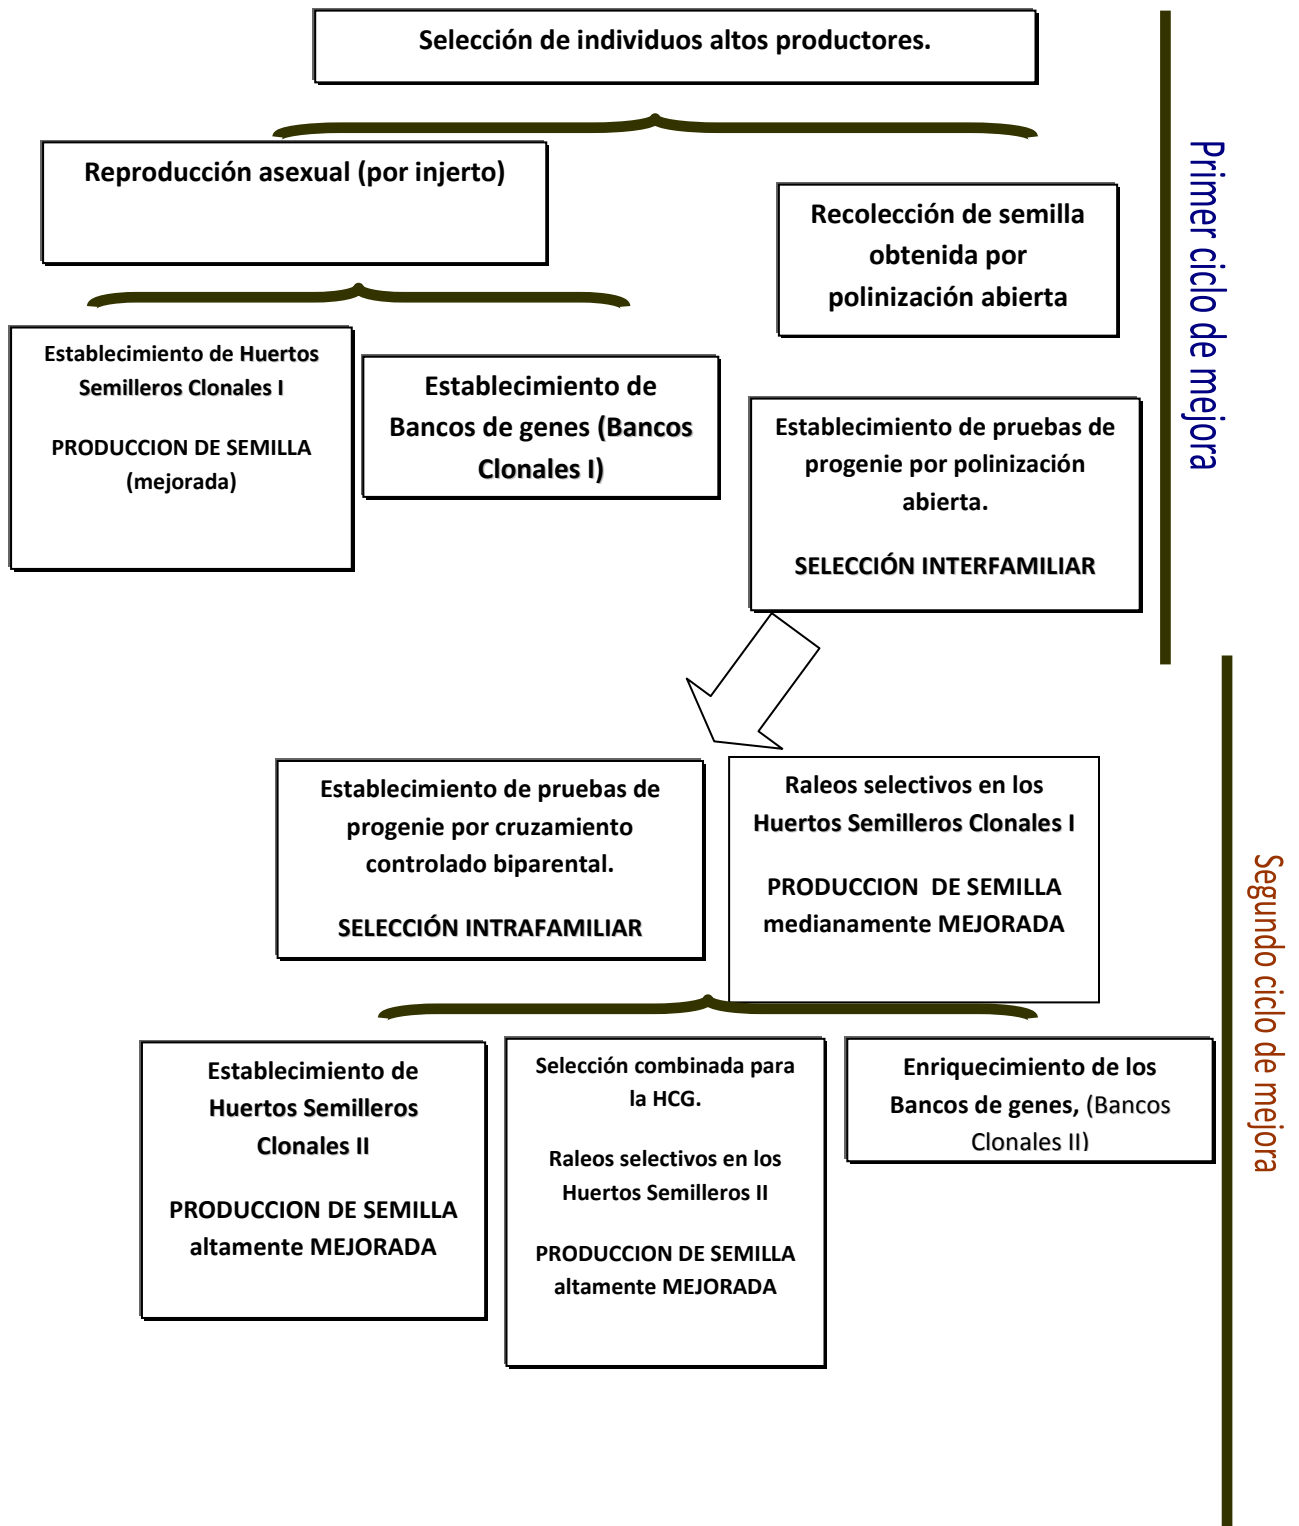 Selección de individuos altos productores.
Reproducción asexual (por injerto)
Recolección de semilla
obtenida por
polinización abierta
Establecimiento de Huertos
Semilleros Clonales I
PRODUCCION DE SEMILLA
(mejorada)
Establecimiento de
Bancos de genes (Bancos
Clonales I)
Establecimiento de pruebas de
progenie por polinización
abierta.
SELECCIÓN INTERFAMILIAR
Primer ciclo de mejora
Establecimiento de pruebas de
progenie por cruzamiento
controlado biparental.
SELECCIÓN INTRAFAMILIAR
Raleos selectivos en los
Huertos Semilleros Clonales I
PRODUCCION DE SEMILLA
medianamente MEJORADA
Establecimiento de
Huertos Semilleros
Clonales II
PRODUCCION DE SEMILLA
altamente MEJORADA
Selección combinada para
la HCG.
Raleos selectivos en los
Huertos Semilleros II
PRODUCCION DE SEMILLA
altamente MEJORADA
Enriquecimiento de los
Bancos de genes, (Bancos
Clonales II)
Segundo ciclo de mejora